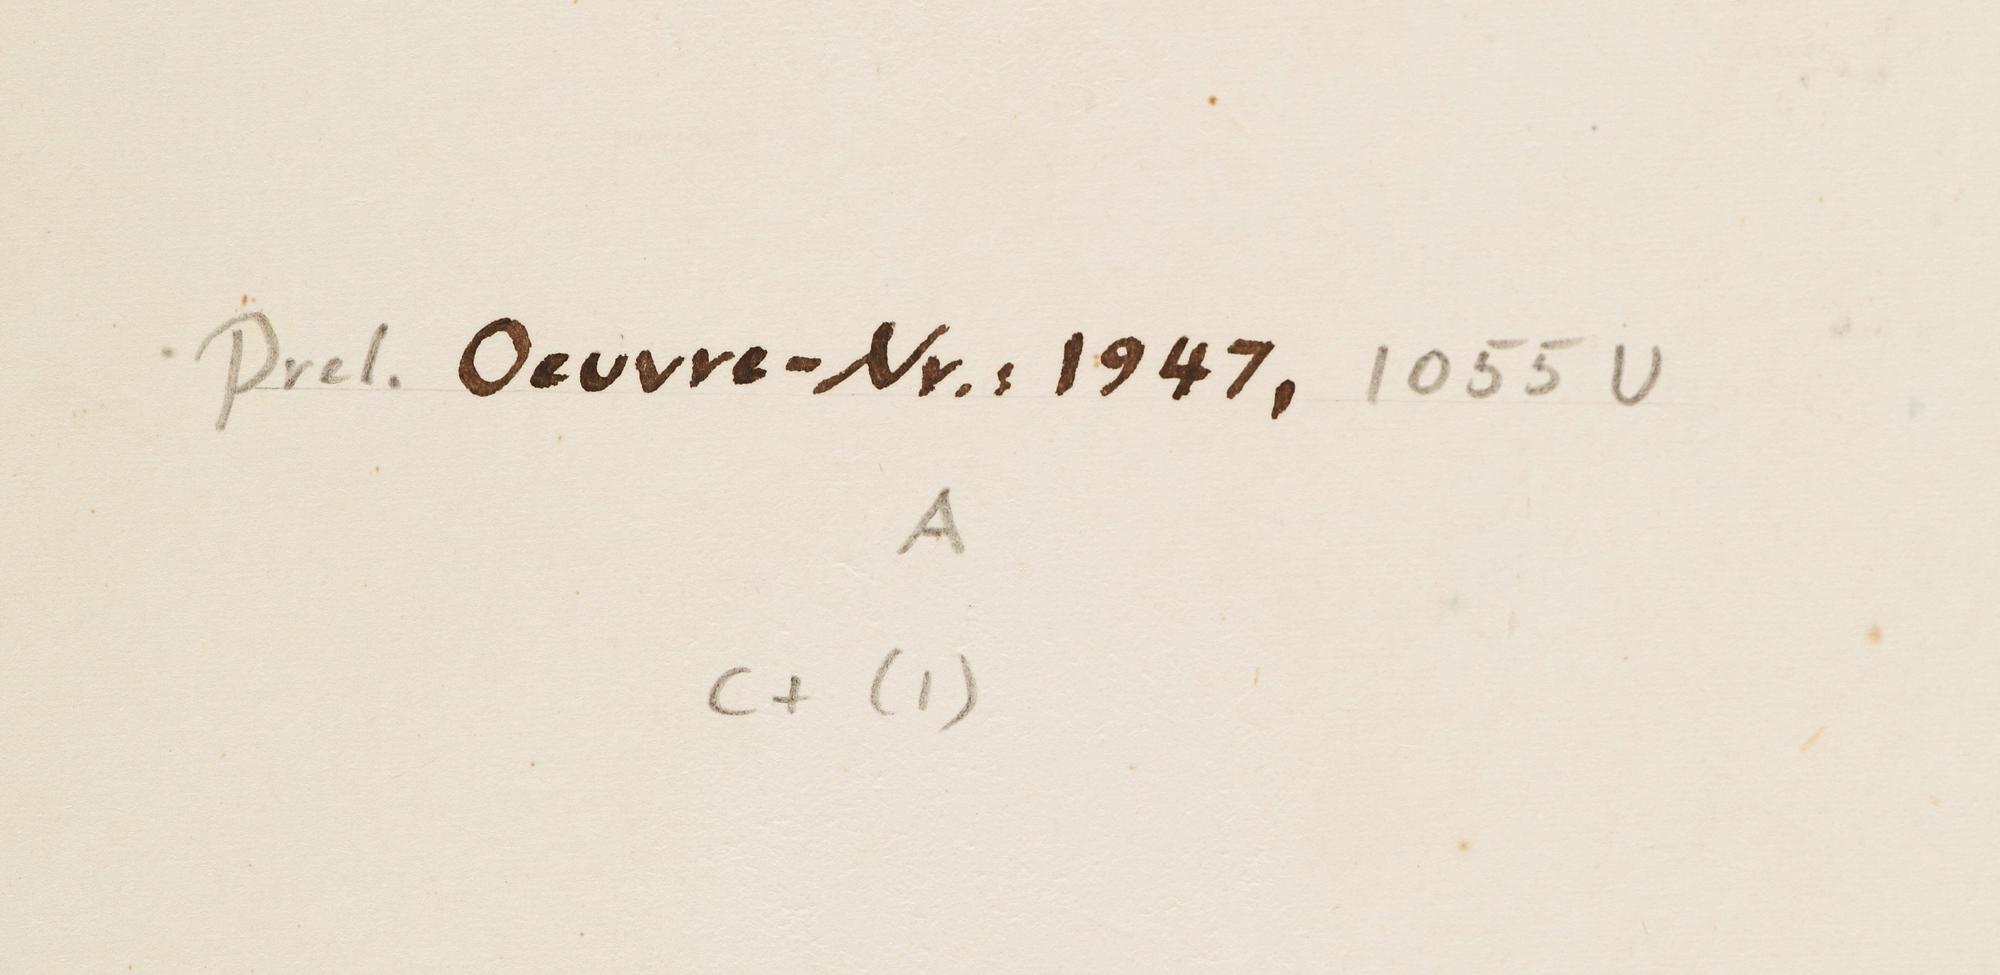 Prel. Oeuvre-Nr.: 1947, 1055 U
A
C+ (1)